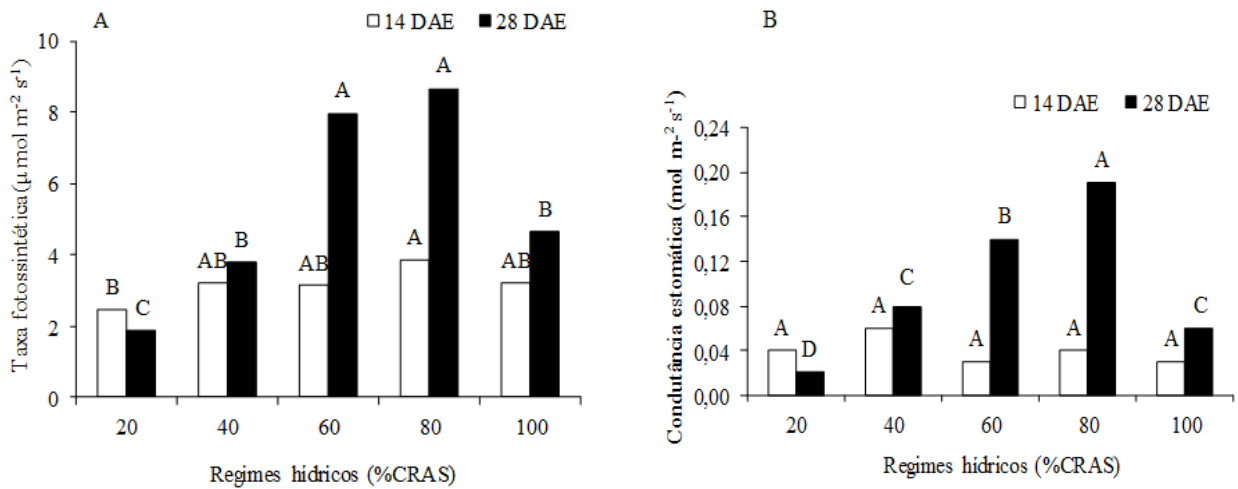 A
14 DAE 28 DAE
Taxa fotossintética (µ mol m-² s⁻¹)
10
8
6
4
2
0
B C
AB B
AB A
A A
AB B
20 40 60 80 100
Regimes hídricos (%CRAS)
B
14 DAE 28 DAE
Condutância estomática (mol m-² s⁻¹)
0,24
0,20
0,16
0,12
0,08
0,04
0,00
A D
A C
A B
A A
A C
20 40 60 80 100
Regimes hídricos (%CRAS)